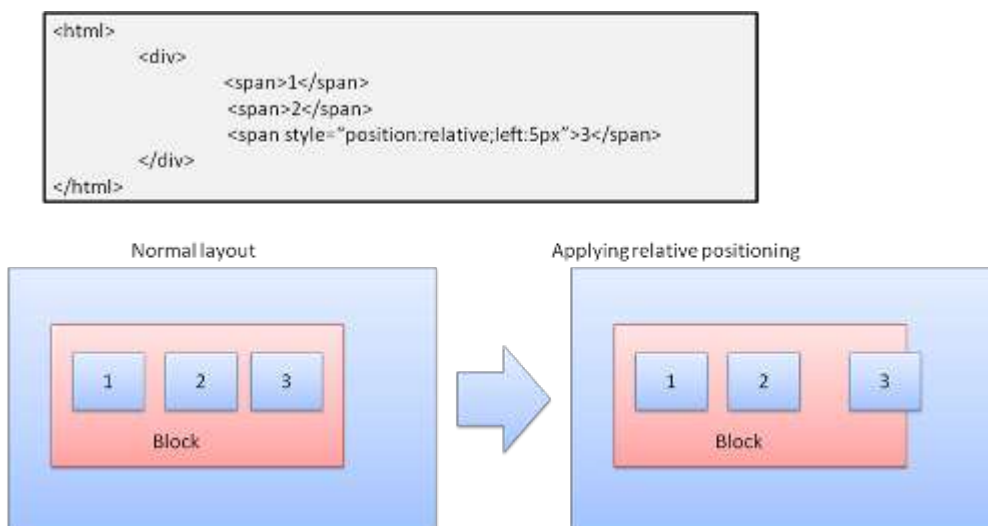 <html>
<div>
<span>1</span>
<span>2</span>
<span style="position:relative;left:5px">3</span>
</div>
</html>
Normal layout
Applying relative positioning
1 2 3
Block
1 2 3
Block